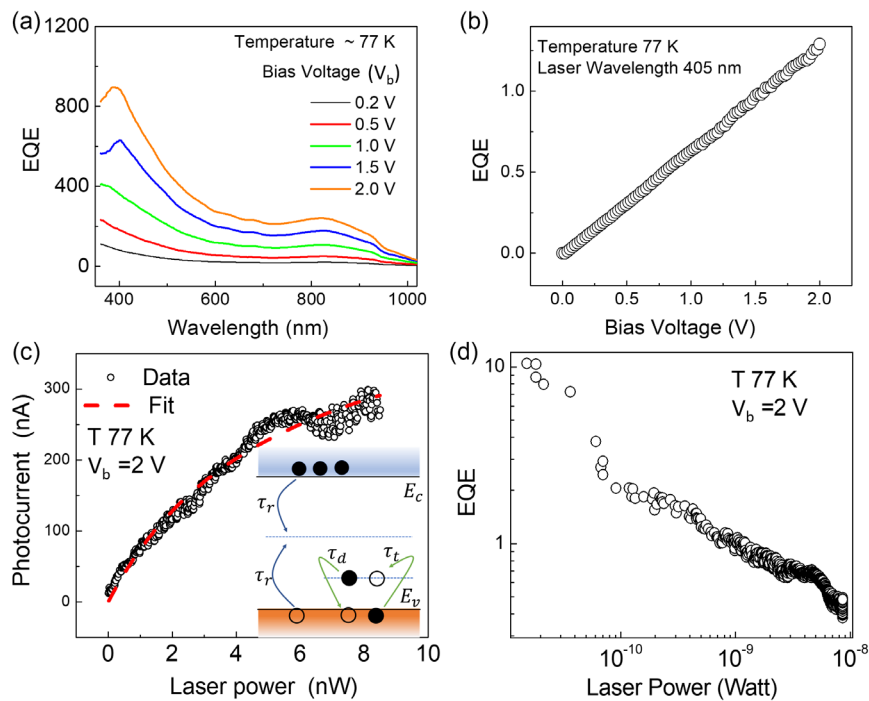 (a)
1200
800
400
0
EQE
400 600 800 1000
Wavelength (nm)
Temperature ~ 77 K
Bias Voltage (V_b)
0.2 V
0.5 V
1.0 V
1.5 V
2.0 V
(b)
Temperature 77 K
Laser Wavelength 405 nm
1.0
0.5
0.0
EQE
0.0 0.5 1.0 1.5 2.0
Bias Voltage (V)
(c)
Data
Fit
T 77 K
V_b =2 V
300
200
100
0
Photocurrent (nA)
E_c
τ_r
τ_r
τ_d
τ_t
E_v
0 2 4 6 8 10
Laser power (nW)
(d)
T 77 K
V_b =2 V
10
1
EQE
10^-10 10^-9 10^-8
Laser Power (Watt)